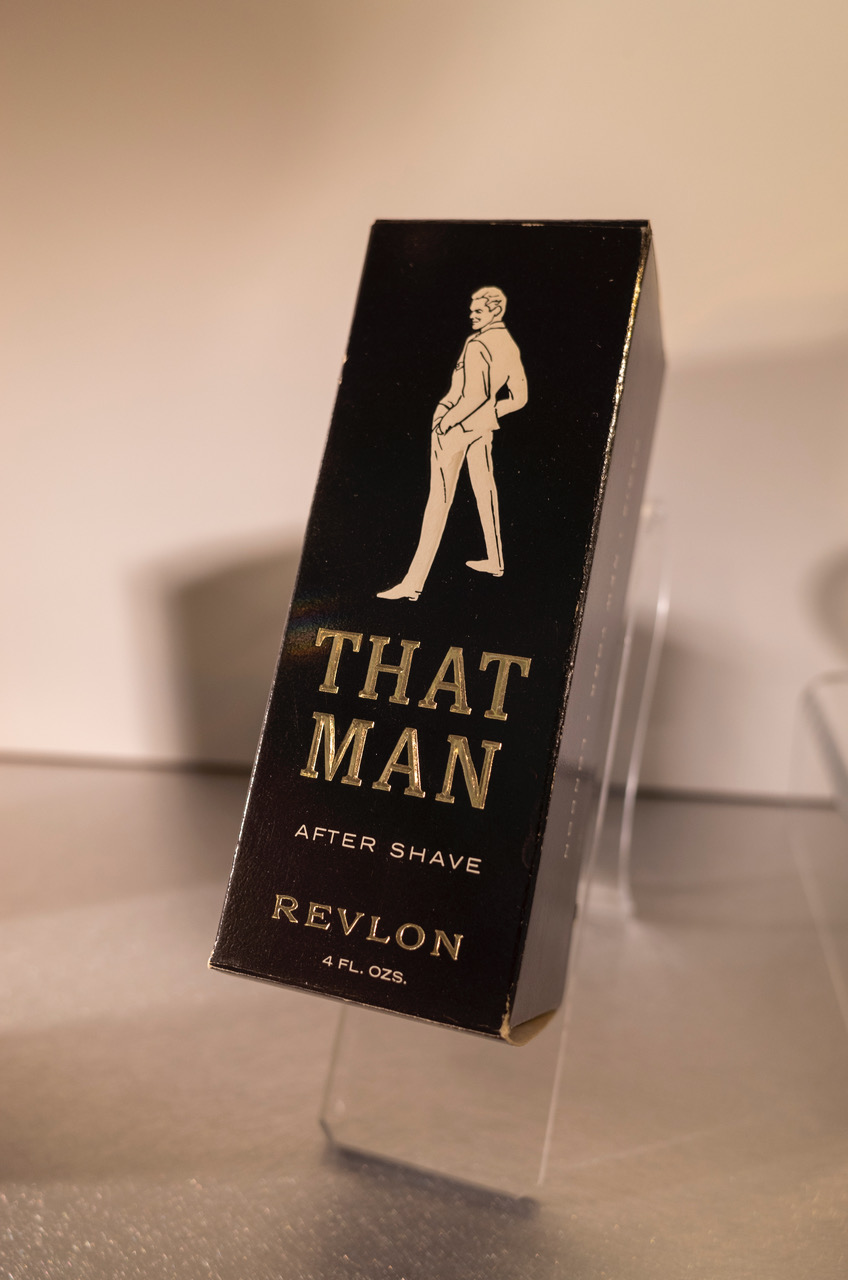 THAT
MAN
AFTER SHAVE
REVLON
4 FL. OZS.